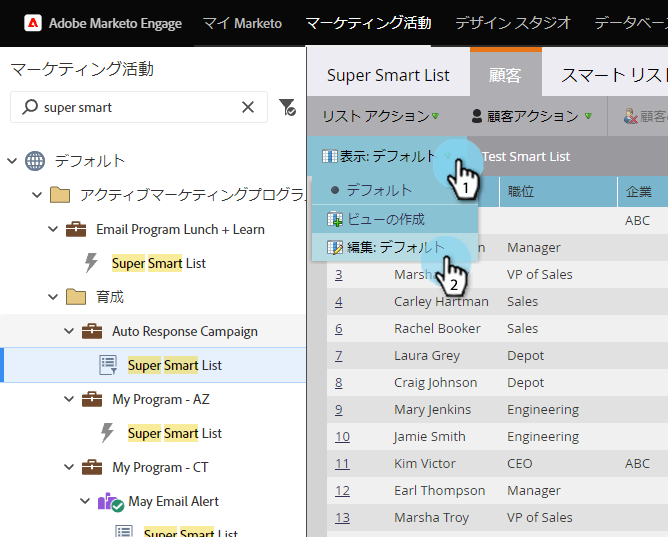 Adobe Marketo Engage マイ Marketo マーケティング活動 デザイン スタジオ データベー
マーケティング活動
super smart
デフォルト
アクティブマーケティングプログラ
Email Program Lunch + Learn
Super Smart List
育成
Auto Response Campaign
Super Smart List
My Program - AZ
Super Smart List
My Program - CT
May Email Alert
Super Smart List
Super Smart List 顧客 スマート リスト
リスト アクション 顧客アクション 顧客
表示: デフォルト Test Smart List
1
デフォルト 職位 企業
ビューの作成 ABC
編集: デフォルト Manager
2
3 Marsha VP of Sales
4 Carley Hartman Sales
6 Rachel Booker Sales
7 Laura Grey Depot
8 Craig Johnson Depot
9 Mary Jenkins Engineering
10 Jamie Smith Engineering
11 Kim Victor CEO ABC
12 Earl Thompson Manager
13 Marsha Troy VP of Sales